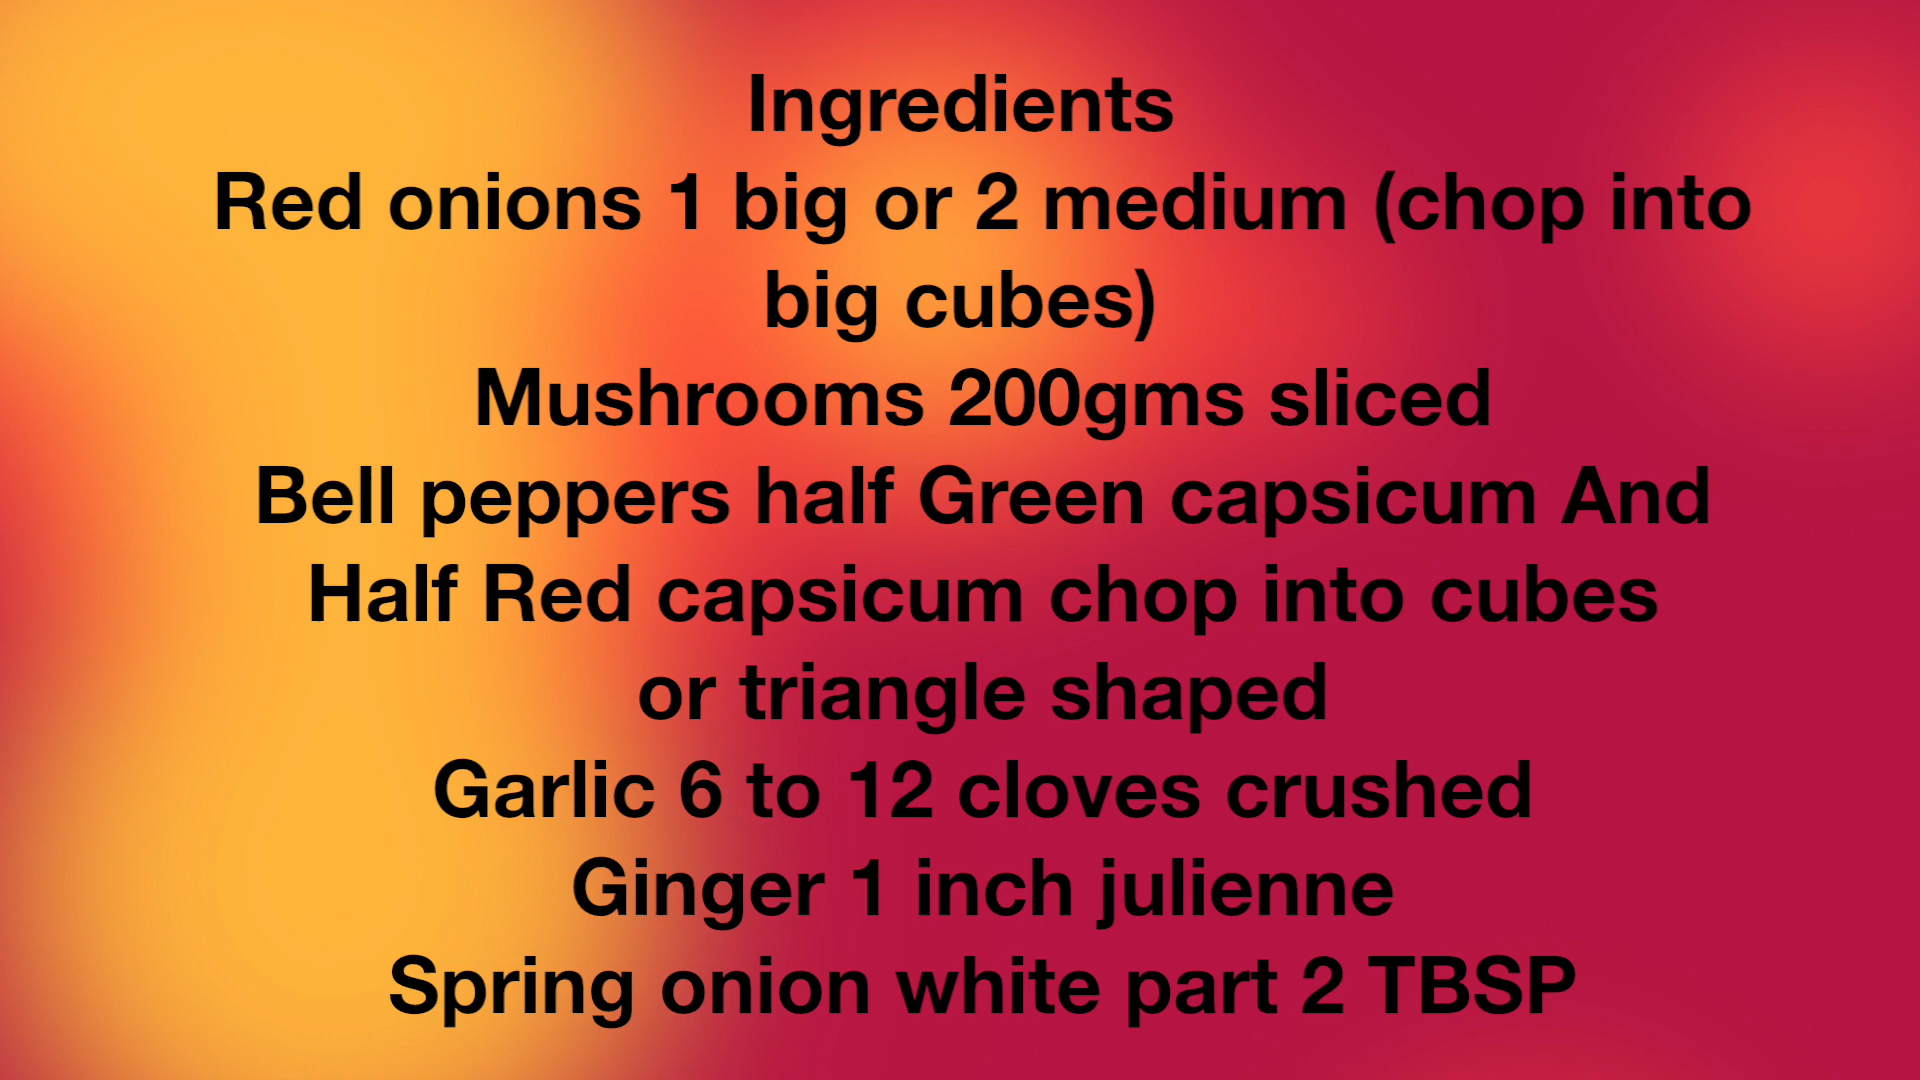 Ingredients
Red onions 1 big or 2 medium (chop into
big cubes)
Mushrooms 200gms sliced
Bell peppers half Green capsicum And
Half Red capsicum chop into cubes
or triangle shaped
Garlic 6 to 12 cloves crushed
Ginger 1 inch julienne
Spring onion white part 2 TBSP